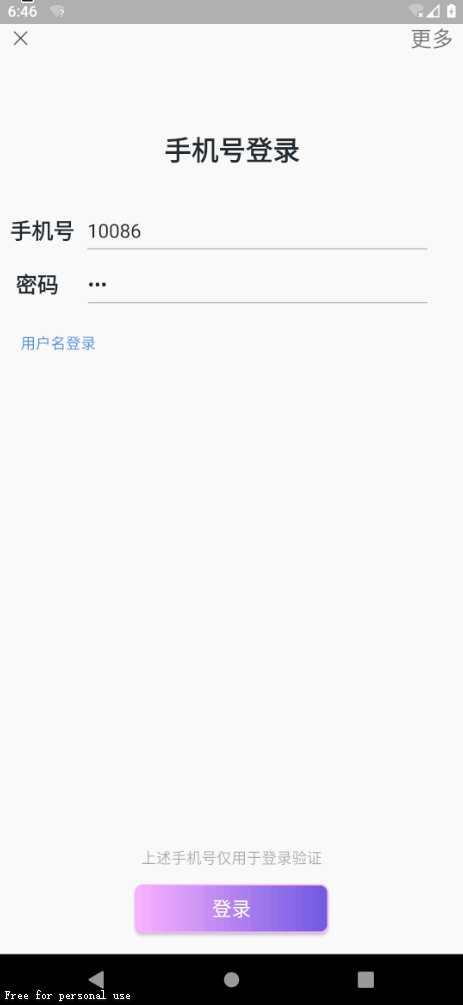 6:46
更多
手机号登录
手机号 10086
密码 •••
用户名登录
上述手机号仅用于登录验证
登录
Free for personal use